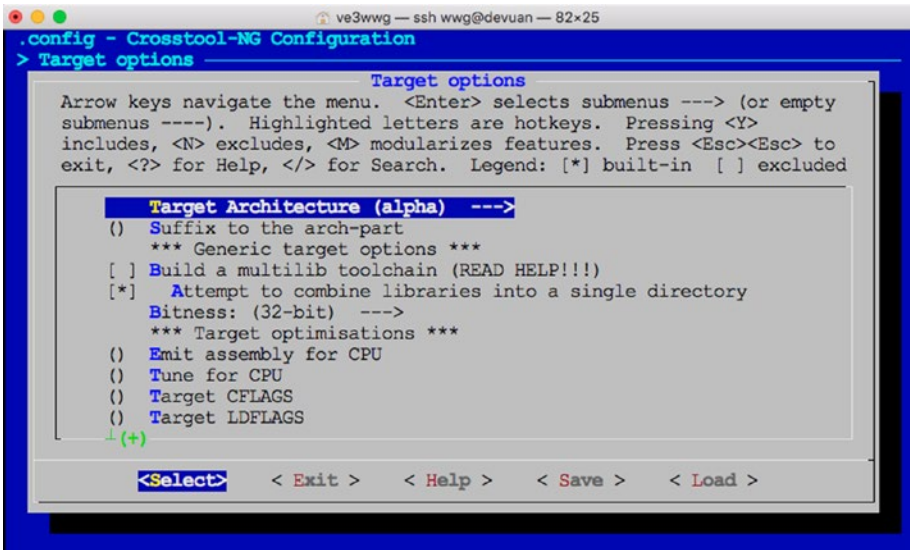 ve3wwg — ssh wwg@devuan — 82×25
.config - Crosstool-NG Configuration
> Target options
Target options
Arrow keys navigate the menu.  <Enter> selects submenus ---> (or empty
submenus ----).  Highlighted letters are hotkeys.  Pressing <Y>
includes, <N> excludes, <M> modularizes features.  Press <Esc><Esc> to
exit, <?> for Help, </> for Search.  Legend: [*] built-in  [ ] excluded
Target Architecture (alpha)  --->
()  Suffix to the arch-part
*** Generic target options ***
[ ] Build a multilib toolchain (READ HELP!!!)
[*]   Attempt to combine libraries into a single directory
Bitness: (32-bit)  --->
*** Target optimisations ***
()  Emit assembly for CPU
()  Tune for CPU
()  Target CFLAGS
()  Target LDFLAGS
┴(+)
<Select>    < Exit >    < Help >    < Save >    < Load >